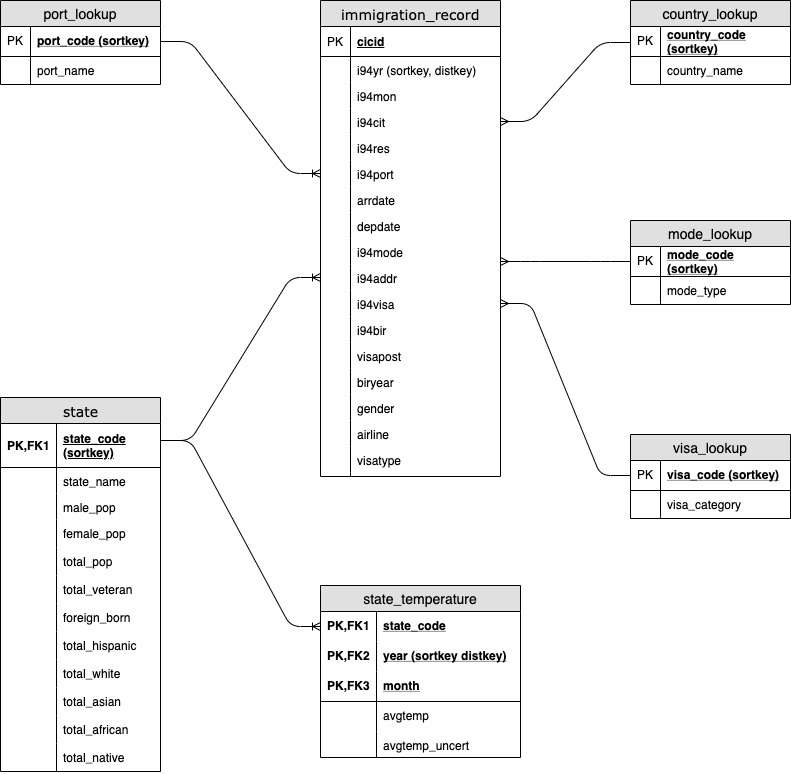 port_lookup
PK
port_code (sortkey)
port_name
immigration_record
PK
cicid
i94yr (sortkey, distkey)
i94mon
i94cit
i94res
i94port
arrdate
depdate
i94mode
i94addr
i94visa
i94bir
visapost
biryear
gender
airline
visatype
country_lookup
PK
country_code
(sortkey)
country_name
mode_lookup
PK
mode_code
(sortkey)
mode_type
visa_lookup
PK
visa_code (sortkey)
visa_category
state
PK,FK1
state_code
(sortkey)
state_name
male_pop
female_pop
total_pop
total_veteran
foreign_born
total_hispanic
total_white
total_asian
total_african
total_native
state_temperature
PK,FK1
state_code
PK,FK2
year (sortkey distkey)
PK,FK3
month
avgtemp
avgtemp_uncert